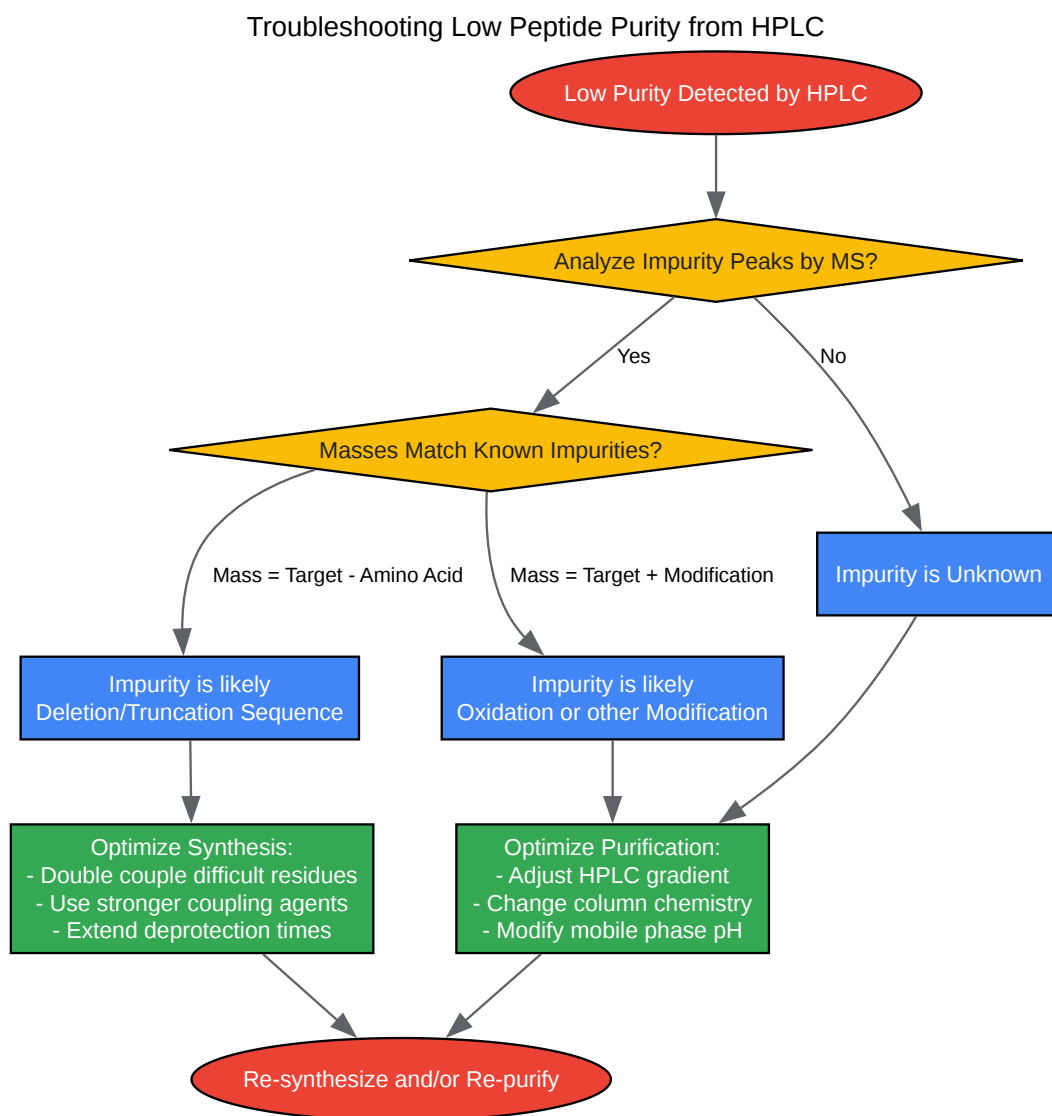 Troubleshooting Low Peptide Purity from HPLC
Low Purity Detected by HPLC
Analyze Impurity Peaks by MS?
Yes
No
Masses Match Known Impurities?
Mass = Target - Amino Acid
Mass = Target + Modification
Impurity is Unknown
Impurity is likely
Deletion/Truncation Sequence
Impurity is likely
Oxidation or other Modification
Optimize Synthesis:
- Double couple difficult residues
- Use stronger coupling agents
- Extend deprotection times
Optimize Purification:
- Adjust HPLC gradient
- Change column chemistry
- Modify mobile phase pH
Re-synthesize and/or Re-purify